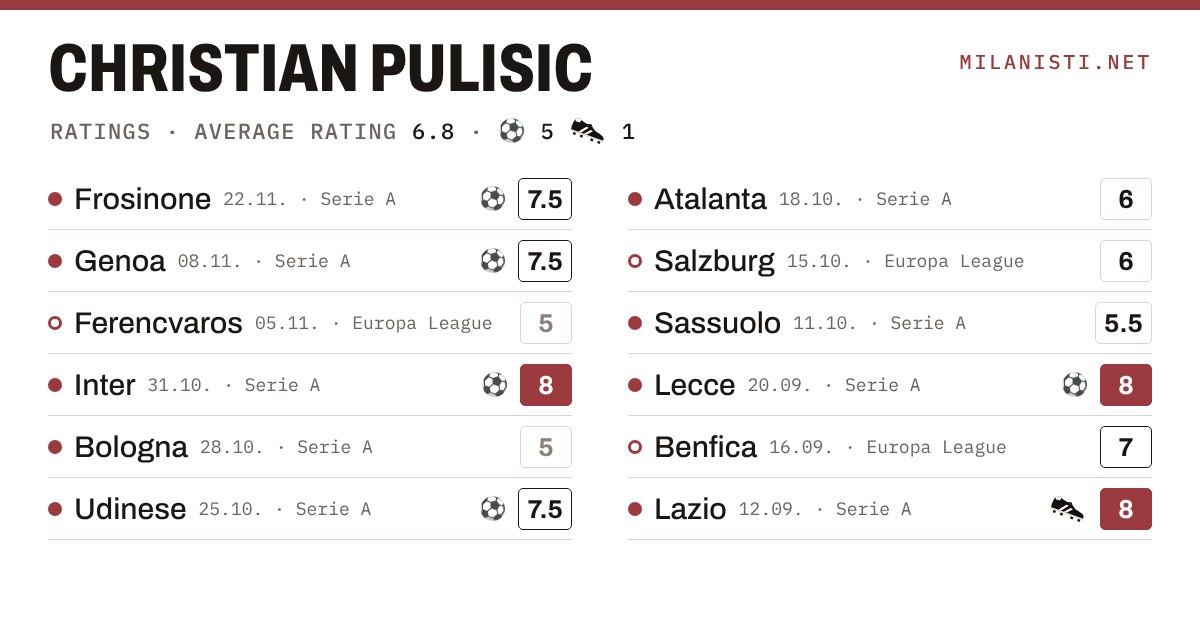 CHRISTIAN PULISIC
MILANISTI.NET
RATINGS · AVERAGE RATING 6.8 · ⚽ 5 👟 1
Frosinone 22.11. · Serie A ⚽ 7.5
Genoa 08.11. · Serie A ⚽ 7.5
Ferencvaros 05.11. · Europa League 5
Inter 31.10. · Serie A ⚽ 8
Bologna 28.10. · Serie A 5
Udinese 25.10. · Serie A ⚽ 7.5
Atalanta 18.10. · Serie A 6
Salzburg 15.10. · Europa League 6
Sassuolo 11.10. · Serie A 5.5
Lecce 20.09. · Serie A ⚽ 8
Benfica 16.09. · Europa League 7
Lazio 12.09. · Serie A 👟 8